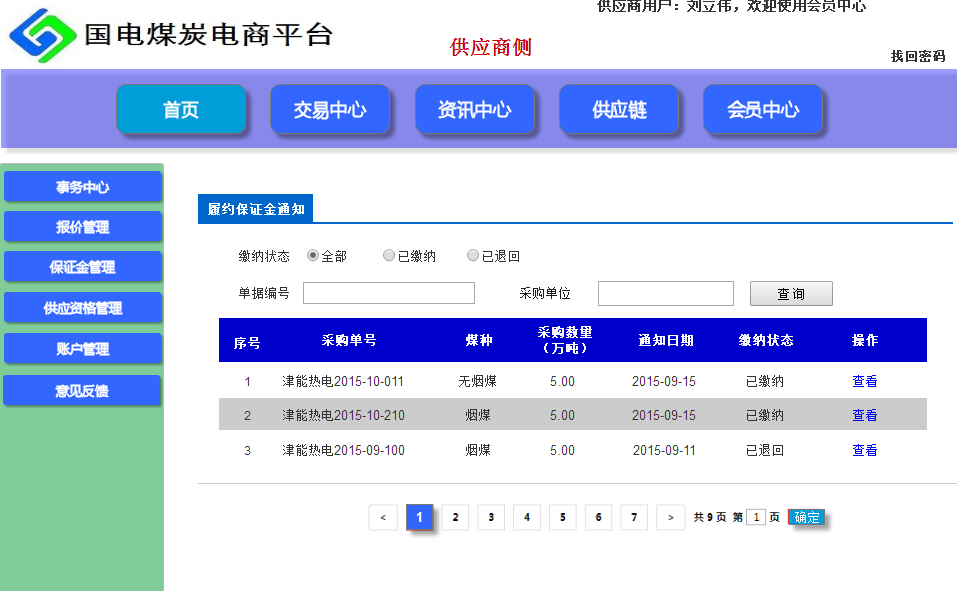 供应商用户：刘立伟，欢迎使用会员中心
国电煤炭电商平台
供应商侧
找回密码
首页 交易中心 资讯中心 供应链 会员中心
事务中心
报价管理
保证金管理
供应资格管理
账户管理
意见反馈
履约保证金通知
缴纳状态 全部 已缴纳 已退回
单据编号 采购单位 查询
序号 采购单号 煤种 采购数量（万吨） 通知日期 缴纳状态 操作
1 津能热电2015-10-011 无烟煤 5.00 2015-09-15 已缴纳 查看
2 津能热电2015-10-210 烟煤 5.00 2015-09-15 已缴纳 查看
3 津能热电2015-09-100 烟煤 5.00 2015-09-11 已退回 查看
< 1 2 3 4 5 6 7 > 共9页 第 1 页 确定